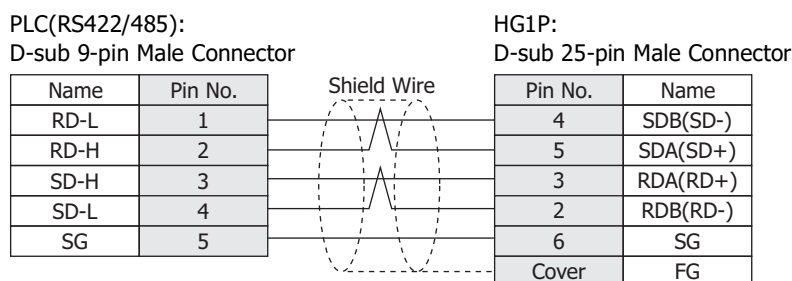 PLC(RS422/485):
D-sub 9-pin Male Connector
HG1P:
D-sub 25-pin Male Connector
Name Pin No. Shield Wire Pin No. Name
RD-L 1 4 SDB(SD-)
RD-H 2 5 SDA(SD+)
SD-H 3 3 RDA(RD+)
SD-L 4 2 RDB(RD-)
SG 5 6 SG
Cover FG